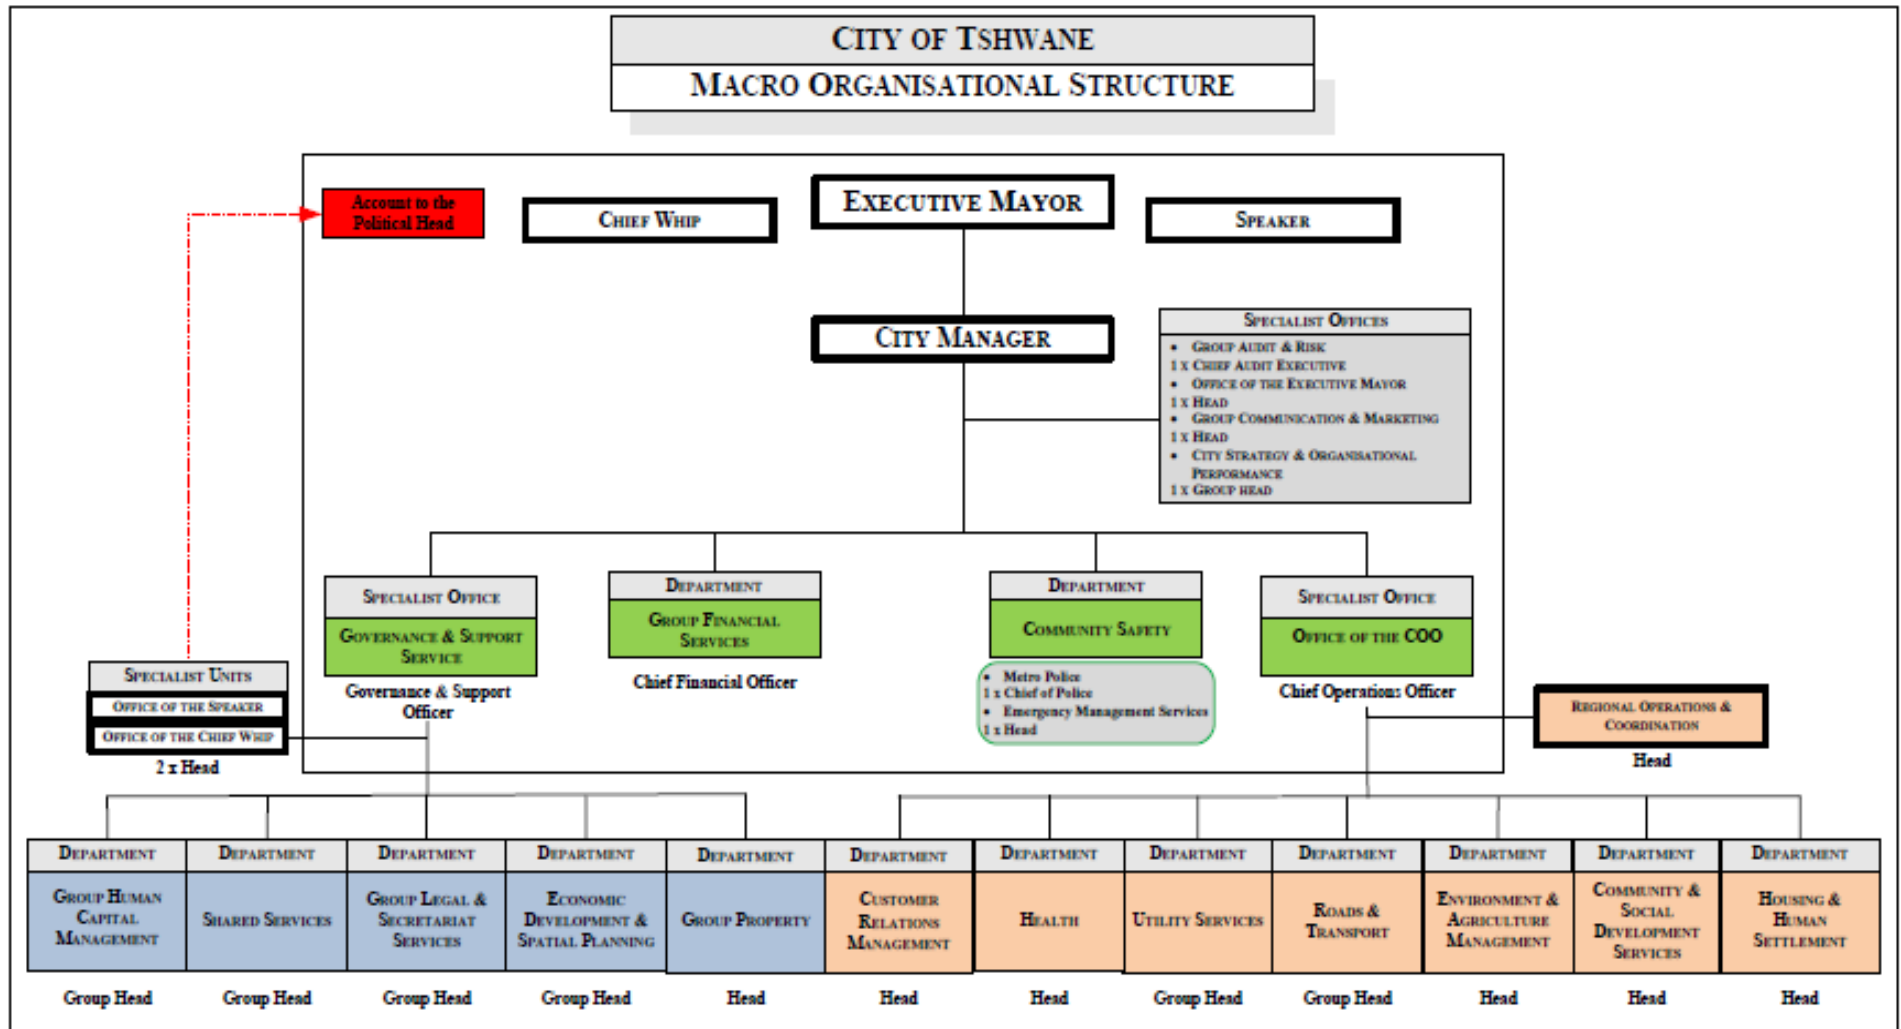 CITY OF TSHWANE
MACRO ORGANISATIONAL STRUCTURE
Account to the
Political Head
CHIEF WHIP
EXECUTIVE MAYOR
SPEAKER
CITY MANAGER
SPECIALIST OFFICES
• GROUP AUDIT & RISK
1 x CHIEF AUDIT EXECUTIVE
• OFFICE OF THE EXECUTIVE MAYOR
1 x HEAD
• GROUP COMMUNICATION & MARKETING
1 x HEAD
• CITY STRATEGY & ORGANISATIONAL
PERFORMANCE
1 x GROUP HEAD
SPECIALIST OFFICE
GOVERNANCE & SUPPORT
SERVICE
Governance & Support
Officer
DEPARTMENT
GROUP FINANCIAL
SERVICES
Chief Financial Officer
DEPARTMENT
COMMUNITY SAFETY
• Metro Police
1 x Chief of Police
• Emergency Management Services
1 x Head
SPECIALIST OFFICE
OFFICE OF THE COO
Chief Operations Officer
SPECIALIST UNITS
OFFICE OF THE SPEAKER
OFFICE OF THE CHIEF WHIP
2 x Head
REGIONAL OPERATIONS &
COORDINATION
Head
DEPARTMENT
GROUP HUMAN
CAPITAL
MANAGEMENT
Group Head
DEPARTMENT
SHARED SERVICES
Group Head
DEPARTMENT
GROUP LEGAL &
SECRETARIAT
SERVICES
Group Head
DEPARTMENT
ECONOMIC
DEVELOPMENT &
SPATIAL PLANNING
Group Head
DEPARTMENT
GROUP PROPERTY
Head
DEPARTMENT
CUSTOMER
RELATIONS
MANAGEMENT
Head
DEPARTMENT
HEALTH
Head
DEPARTMENT
UTILITY SERVICES
Group Head
DEPARTMENT
ROADS &
TRANSPORT
Group Head
DEPARTMENT
ENVIRONMENT &
AGRICULTURE
MANAGEMENT
Head
DEPARTMENT
COMMUNITY &
SOCIAL
DEVELOPMENT
SERVICES
Head
DEPARTMENT
HOUSING &
HUMAN
SETTLEMENT
Head